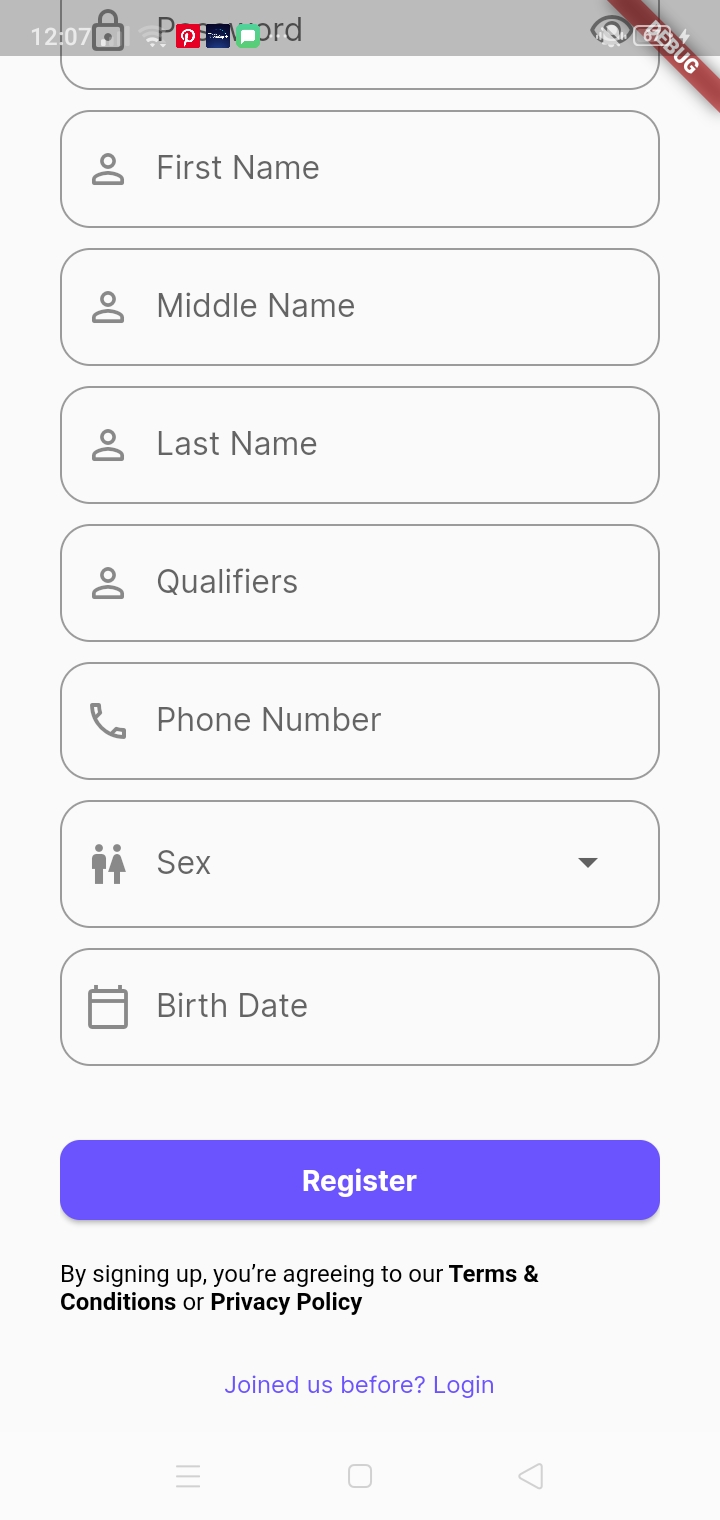 12:07
Password
67
DEBUG
First Name
Middle Name
Last Name
Qualifiers
Phone Number
Sex
Birth Date
Register
By signing up, you’re agreeing to our Terms &
Conditions or Privacy Policy
Joined us before? Login